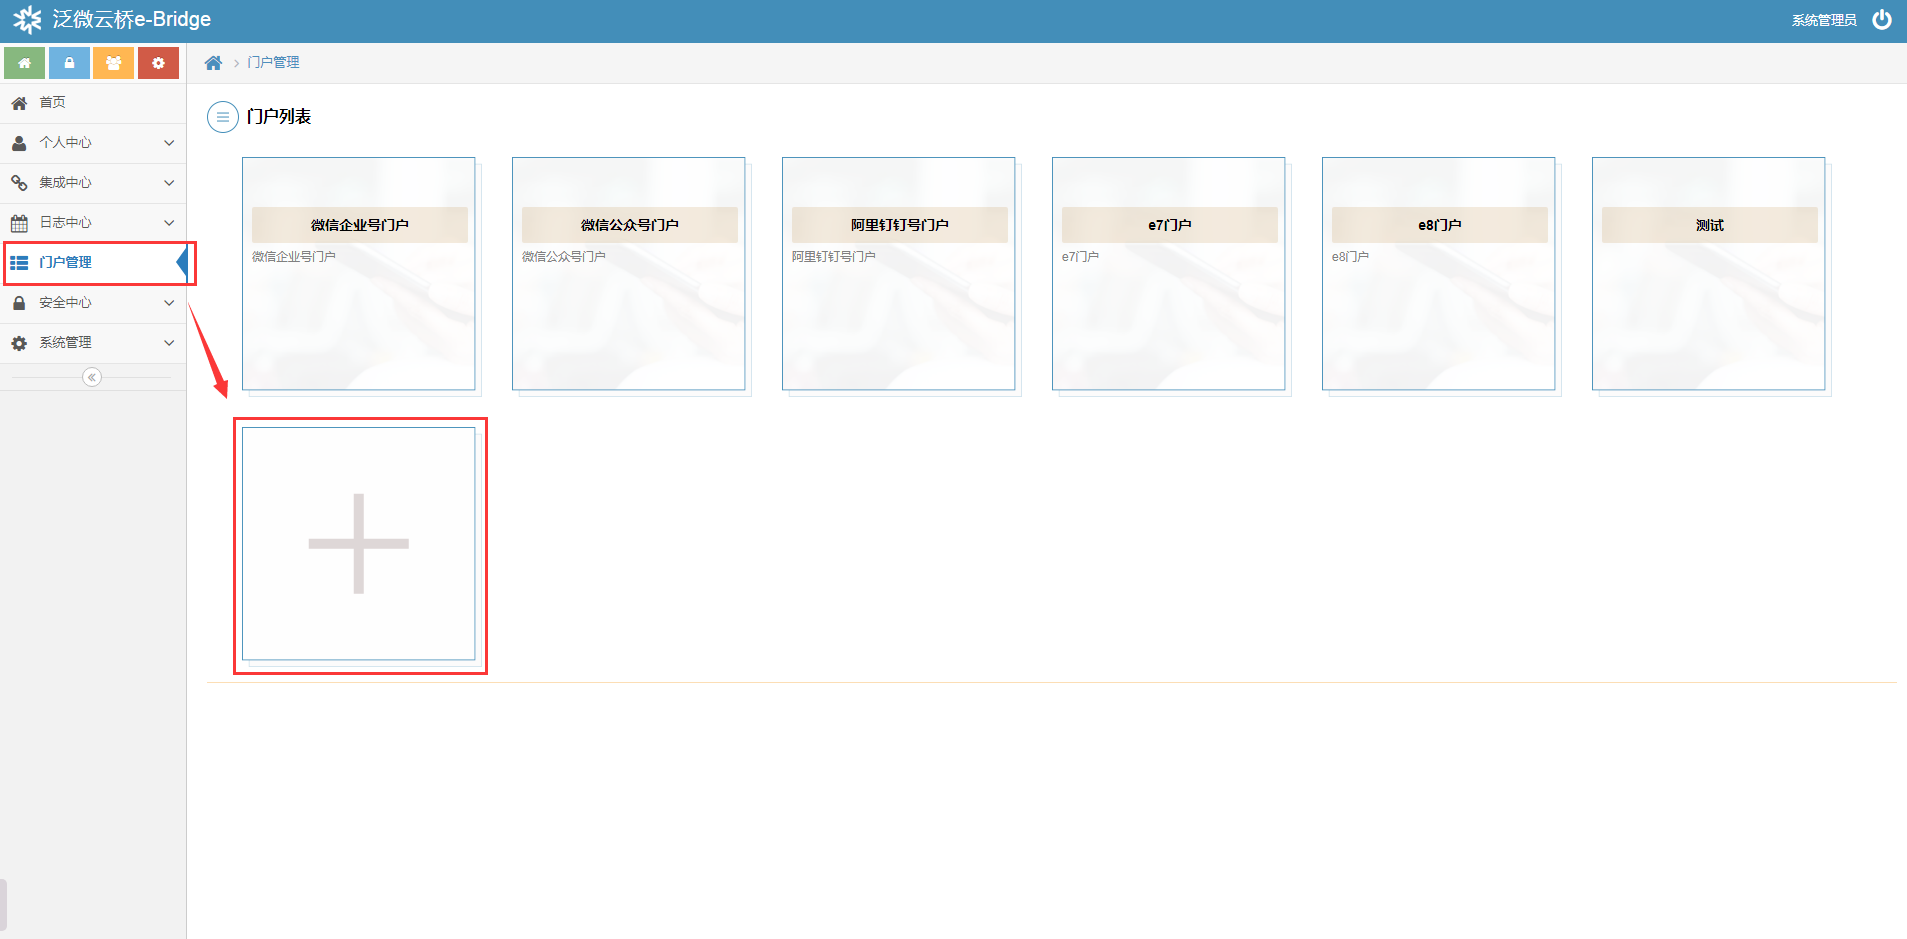 泛微云桥e-Bridge
系统管理员
门户管理
首页
个人中心
集成中心
日志中心
门户管理
安全中心
系统管理
门户列表
微信企业号门户
微信企业号门户
微信公众号门户
微信公众号门户
阿里钉钉号门户
阿里钉钉号门户
e7门户
e7门户
e8门户
e8门户
测试